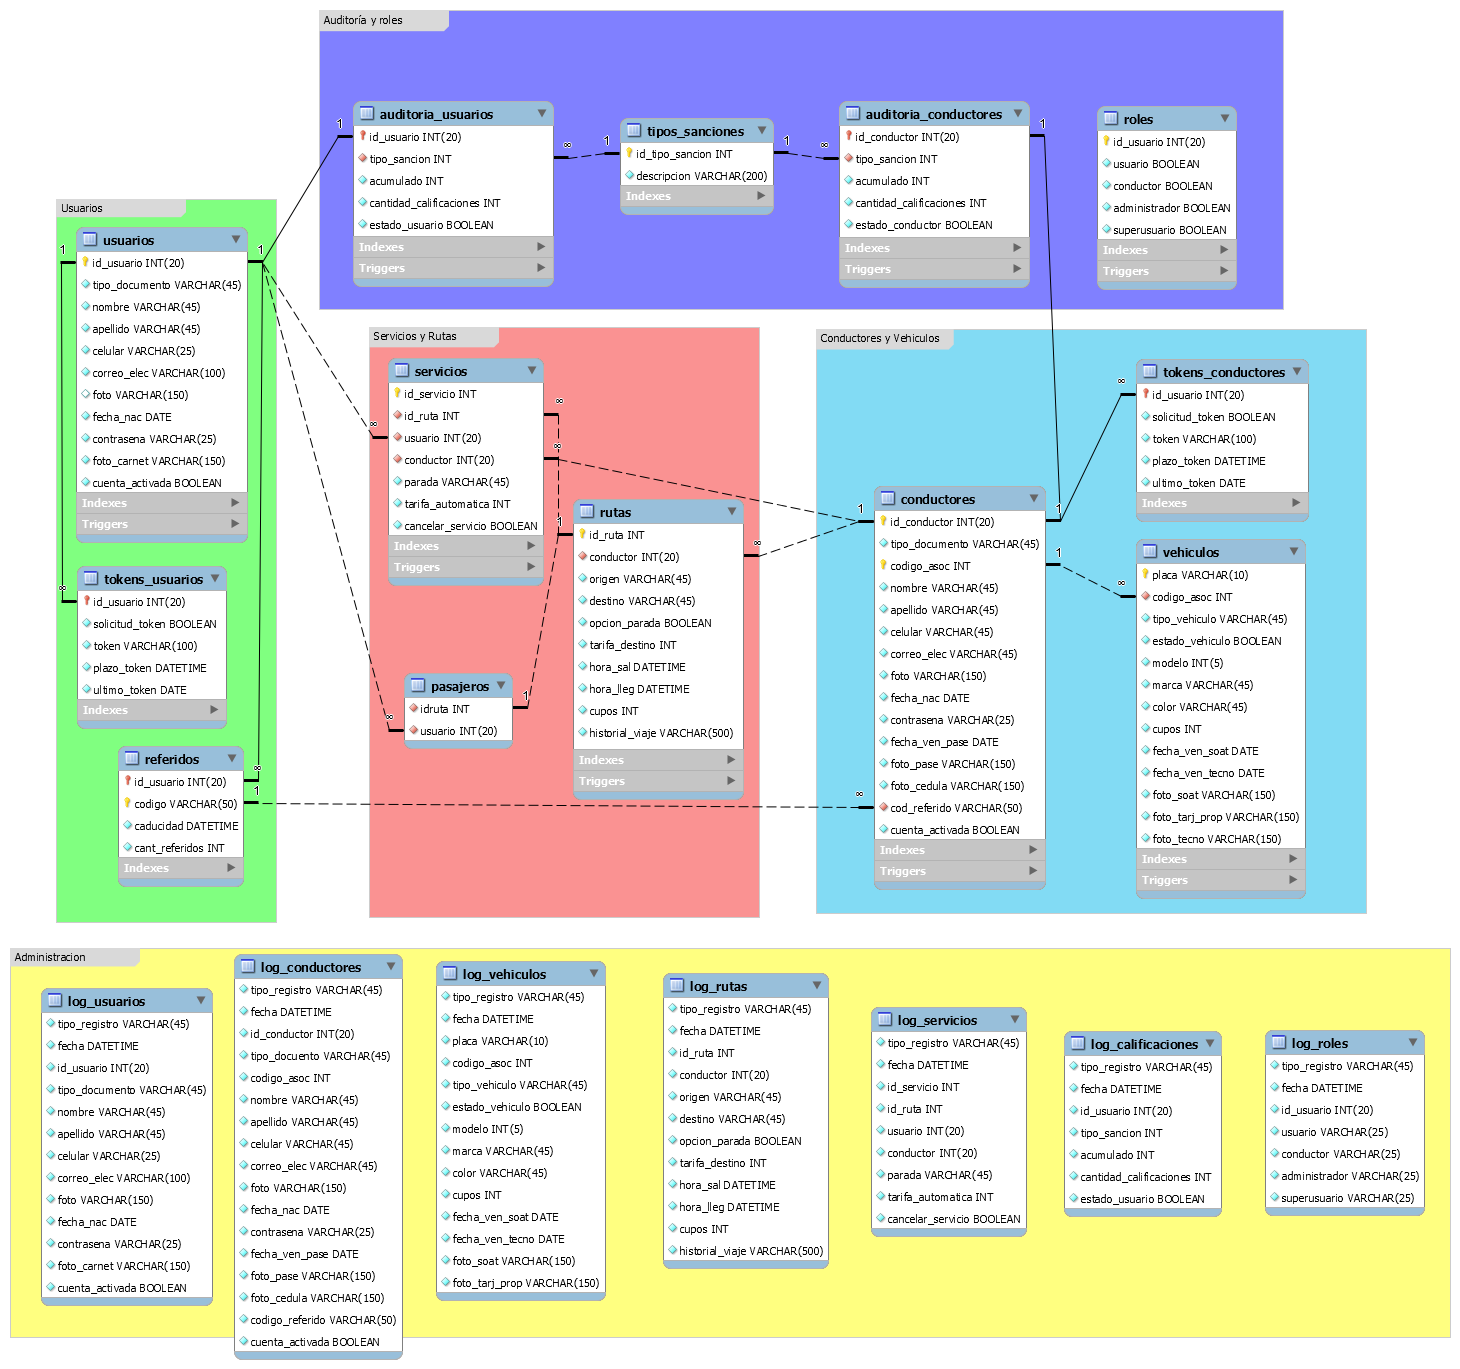 Auditoría y roles
auditoria_usuarios
id_usuario INT(20)
tipo_sancion INT
acumulado INT
cantidad_calificaciones INT
estado_usuario BOOLEAN
Indexes
Triggers
tipos_sanciones
id_tipo_sancion INT
descripcion VARCHAR(200)
Indexes
auditoria_conductores
id_conductor INT(20)
tipo_sancion INT
acumulado INT
cantidad_calificaciones INT
estado_conductor BOOLEAN
Indexes
Triggers
roles
id_usuario INT(20)
usuario BOOLEAN
conductor BOOLEAN
administrador BOOLEAN
superusuario BOOLEAN
Indexes
Triggers
1
∞
1
1
∞
1
Usuarios
usuarios
id_usuario INT(20)
tipo_documento VARCHAR(45)
nombre VARCHAR(45)
apellido VARCHAR(45)
celular VARCHAR(25)
correo_elec VARCHAR(100)
foto VARCHAR(150)
fecha_nac DATE
contrasena VARCHAR(25)
foto_carnet VARCHAR(150)
cuenta_activada BOOLEAN
Indexes
Triggers
1
1
∞
tokens_usuarios
id_usuario INT(20)
solicitud_token BOOLEAN
token VARCHAR(100)
plazo_token DATETIME
ultimo_token DATE
Indexes
referidos
id_usuario INT(20)
codigo VARCHAR(50)
caducidad DATETIME
cant_referidos INT
Indexes
∞
1
Servicios y Rutas
servicios
id_servicio INT
id_ruta INT
usuario INT(20)
conductor INT(20)
parada VARCHAR(45)
tarifa_automatica INT
cancelar_servicio BOOLEAN
Indexes
Triggers
∞
∞
∞
1
rutas
id_ruta INT
conductor INT(20)
origen VARCHAR(45)
destino VARCHAR(45)
opcion_parada BOOLEAN
tarifa_destino INT
hora_sal DATETIME
hora_lleg DATETIME
cupos INT
historial_viaje VARCHAR(500)
Indexes
Triggers
∞
pasajeros
idruta INT
usuario INT(20)
1
∞
Conductores y Vehiculos
conductores
id_conductor INT(20)
tipo_documento VARCHAR(45)
codigo_asoc INT
nombre VARCHAR(45)
apellido VARCHAR(45)
celular VARCHAR(45)
correo_elec VARCHAR(45)
foto VARCHAR(150)
fecha_nac DATE
contrasena VARCHAR(25)
fecha_ven_pase DATE
foto_pase VARCHAR(150)
foto_cedula VARCHAR(150)
cod_referido VARCHAR(50)
cuenta_activada BOOLEAN
Indexes
Triggers
1
1
1
∞
tokens_conductores
id_usuario INT(20)
solicitud_token BOOLEAN
token VARCHAR(100)
plazo_token DATETIME
ultimo_token DATE
Indexes
∞
vehiculos
placa VARCHAR(10)
codigo_asoc INT
tipo_vehiculo VARCHAR(45)
estado_vehiculo BOOLEAN
modelo INT(5)
marca VARCHAR(45)
color VARCHAR(45)
cupos INT
fecha_ven_soat DATE
fecha_ven_tecno DATE
foto_soat VARCHAR(150)
foto_tarj_prop VARCHAR(150)
foto_tecno VARCHAR(150)
Indexes
Triggers
∞
Administracion
log_usuarios
tipo_registro VARCHAR(45)
fecha DATETIME
id_usuario INT(20)
tipo_documento VARCHAR(45)
nombre VARCHAR(45)
apellido VARCHAR(45)
celular VARCHAR(25)
correo_elec VARCHAR(100)
foto VARCHAR(150)
fecha_nac DATE
contrasena VARCHAR(25)
foto_carnet VARCHAR(150)
cuenta_activada BOOLEAN
log_conductores
tipo_registro VARCHAR(45)
fecha DATETIME
id_conductor INT(20)
tipo_docuento VARCHAR(45)
codigo_asoc INT
nombre VARCHAR(45)
apellido VARCHAR(45)
celular VARCHAR(45)
correo_elec VARCHAR(45)
foto VARCHAR(150)
fecha_nac DATE
contrasena VARCHAR(25)
fecha_ven_pase DATE
foto_pase VARCHAR(150)
foto_cedula VARCHAR(150)
codigo_referido VARCHAR(50)
cuenta_activada BOOLEAN
log_vehiculos
tipo_registro VARCHAR(45)
fecha DATETIME
placa VARCHAR(10)
codigo_asoc INT
tipo_vehiculo VARCHAR(45)
estado_vehiculo BOOLEAN
modelo INT(5)
marca VARCHAR(45)
color VARCHAR(45)
cupos INT
fecha_ven_soat DATE
fecha_ven_tecno DATE
foto_soat VARCHAR(150)
foto_tarj_prop VARCHAR(150)
log_rutas
tipo_registro VARCHAR(45)
fecha DATETIME
id_ruta INT
conductor INT(20)
origen VARCHAR(45)
destino VARCHAR(45)
opcion_parada BOOLEAN
tarifa_destino INT
hora_sal DATETIME
hora_lleg DATETIME
cupos INT
historial_viaje VARCHAR(500)
log_servicios
tipo_registro VARCHAR(45)
fecha DATETIME
id_servicio INT
id_ruta INT
usuario INT(20)
conductor INT(20)
parada VARCHAR(45)
tarifa_automatica INT
cancelar_servicio BOOLEAN
log_calificaciones
tipo_registro VARCHAR(45)
fecha DATETIME
id_usuario INT(20)
tipo_sancion INT
acumulado INT
cantidad_calificaciones INT
estado_usuario BOOLEAN
log_roles
tipo_registro VARCHAR(45)
fecha DATETIME
id_usuario INT(20)
usuario VARCHAR(25)
conductor VARCHAR(25)
administrador VARCHAR(25)
superusuario VARCHAR(25)